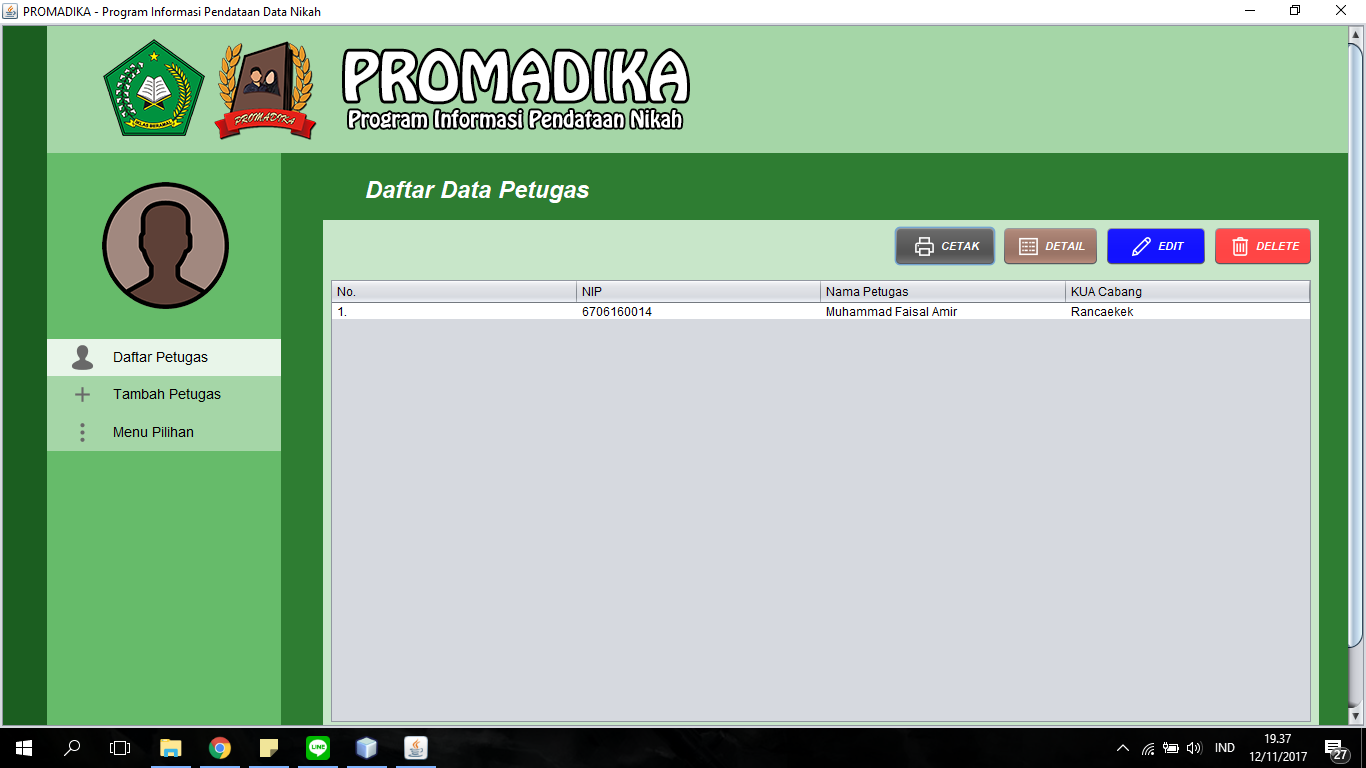 PROMADIKA - Program Informasi Pendataan Data Nikah
PROMADIKA
Program Informasi Pendataan Nikah
PROMADIKA
Daftar Data Petugas
CETAK DETAIL EDIT DELETE
No. NIP Nama Petugas KUA Cabang
1. 6706160014 Muhammad Faisal Amir Rancaekek
Daftar Petugas
Tambah Petugas
Menu Pilihan
LINE
IND
19.37
12/11/2017
27